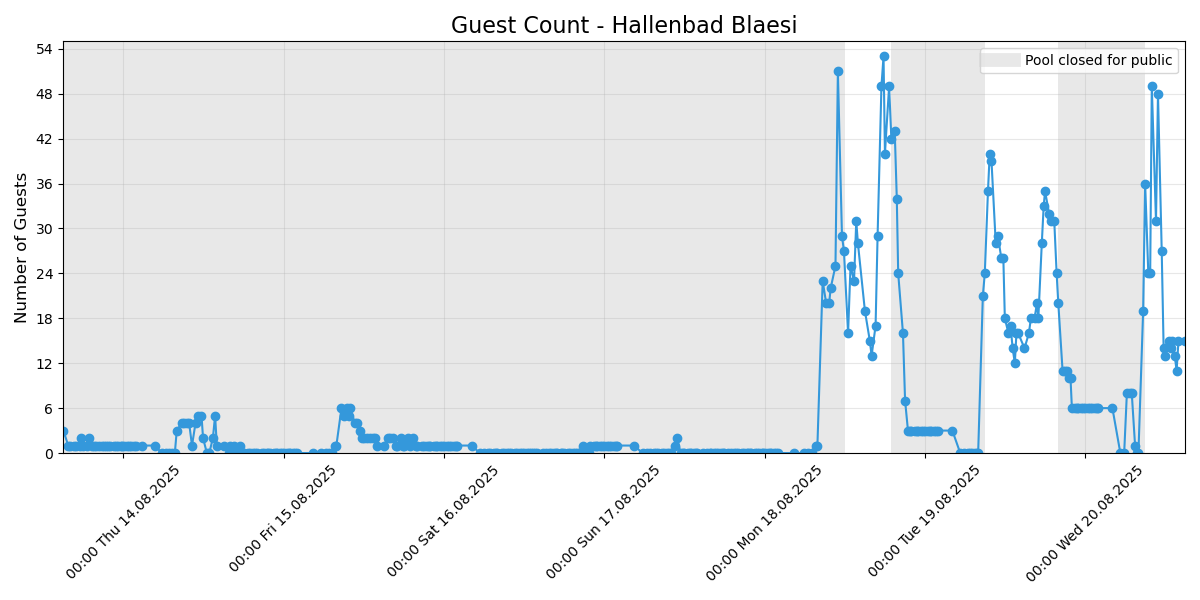 Guest Count - Hallenbad Blaesi
Pool closed for public
Number of Guests
54
48
42
36
30
24
18
12
6
0
00:00 Thu 14.08.2025
00:00 Fri 15.08.2025
00:00 Sat 16.08.2025
00:00 Sun 17.08.2025
00:00 Mon 18.08.2025
00:00 Tue 19.08.2025
00:00 Wed 20.08.2025